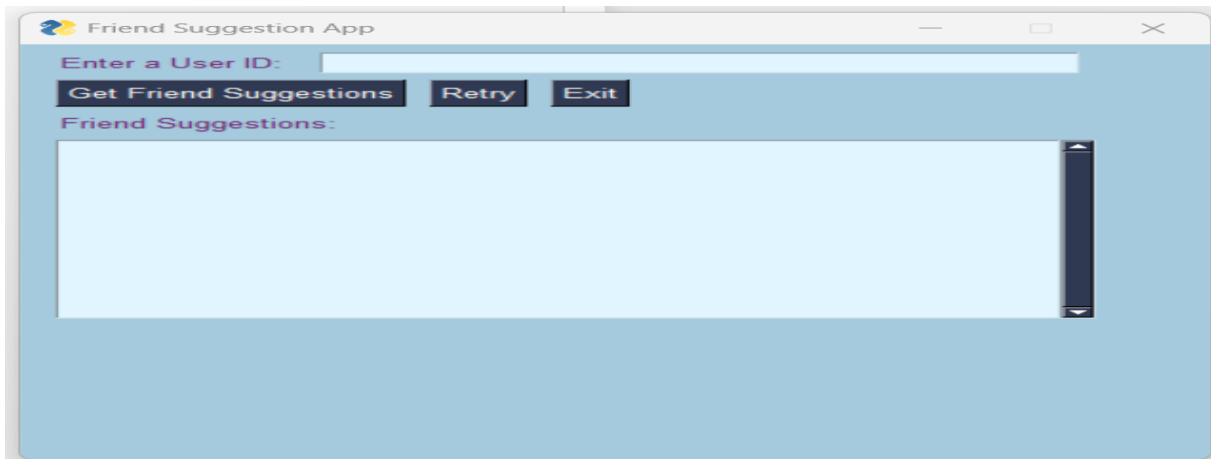 Friend Suggestion App
Enter a User ID:
Get Friend Suggestions Retry Exit
Friend Suggestions: